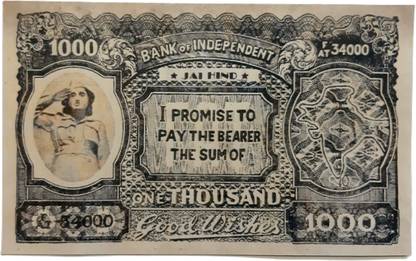 1000
BANK OF INDEPENDENT
F/AT 34000
★ JAI HIND ★
I PROMISE TO
PAY THE BEARER
THE SUM OF
ONE THOUSAND
34000
Good Wishes
1000